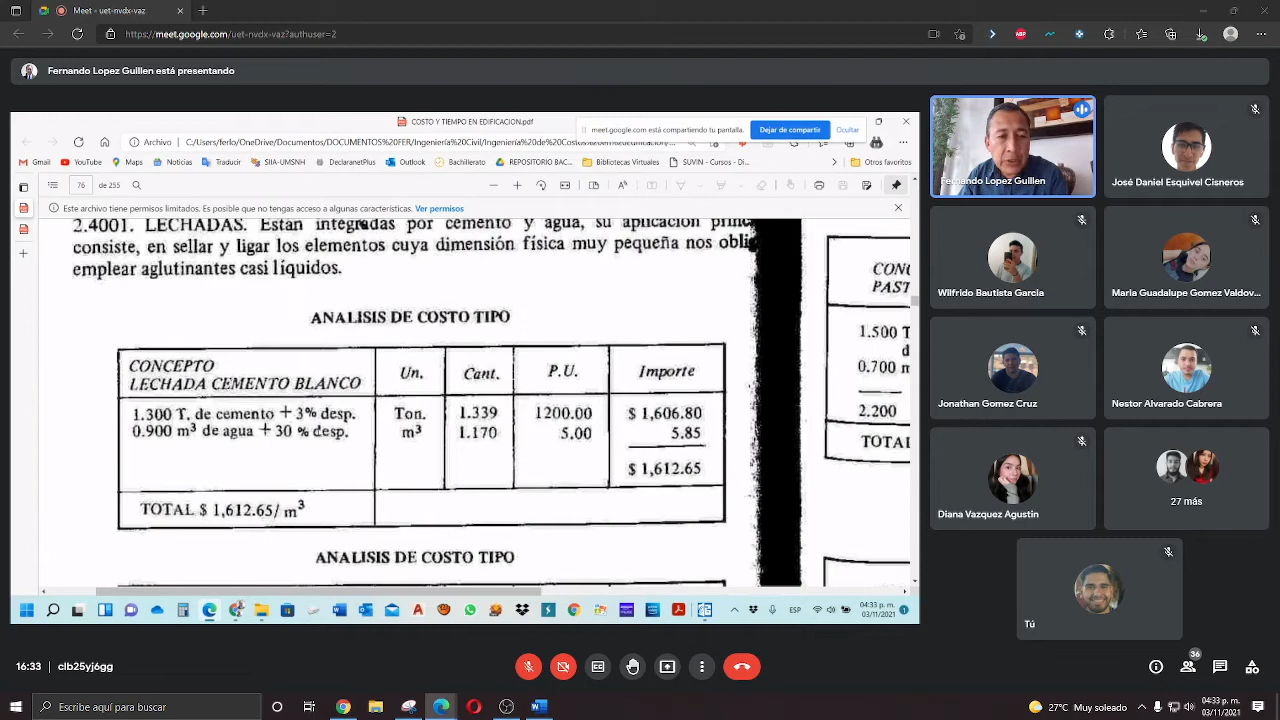 Meet - uet-nvdx-vaz
https://meet.google.com/uet-nvdx-vaz?authuser=2
Fernando Lopez Guillen está presentando
COSTO Y TIEMPO EN EDIFICACION.pdf
meet.google.com está compartiendo tu pantalla.
Dejar de compartir
Ocultar
Archivo
C:/Users/ferlo/OneDrive/Documentos/DOCUMENTOS%20FER/Ingeniería%20Civil/Ingeniería%20de%20Costos
Gmail
YouTube
Maps
Noticias
Traducir
SIIA-UMSNH
DeclaranetPlus
Outlook
Bachillerato
REPOSITORIO BAC...
Bibliotecas Virtuales
SUVIN - Cursos - Di...
Otros favoritos
76
de 255
Este archivo tiene permisos limitados. Es posible que no tengas acceso a algunas características.
Ver permisos
2.4001. LECHADAS. Están integradas por cemento y agua, su aplicación princ
consiste, en sellar y ligar los elementos cuya dimensión física muy pequeña nos obli
emplear aglutinantes casi líquidos.
ANALISIS DE COSTO TIPO
CONCEPTO
LECHADA CEMENTO BLANCO
Un.
Cant.
P.U.
Importe
1.300 T. de cemento + 3% desp.
Ton.
1.339
1200.00
$ 1,606.80
0.900 m³ de agua + 30 % desp.
m³
1.170
5.00
5.85
$ 1,612.65
TOTAL $ 1,612.65/ m³
ANALISIS DE COSTO TIPO
CONC
PAST
1.500 T
d
0.700 m
2.200
TOTAL
ESP
04:33 p. m.
03/11/2021
1
Fernando Lopez Guillen
José Daniel Esquivel Cisneros
Wilfrido Bautista Garcia
Maria Guadalupe Gomez Valdov...
Jonathan Gomez Cruz
Nestor Alvarado Cabrera
Diana Vazquez Agustin
27 más
Tú
16:33
clb25yj6gg
36
Escribe aquí para buscar
22°C Muy soleado
04:33 p. m.
03/11/2021